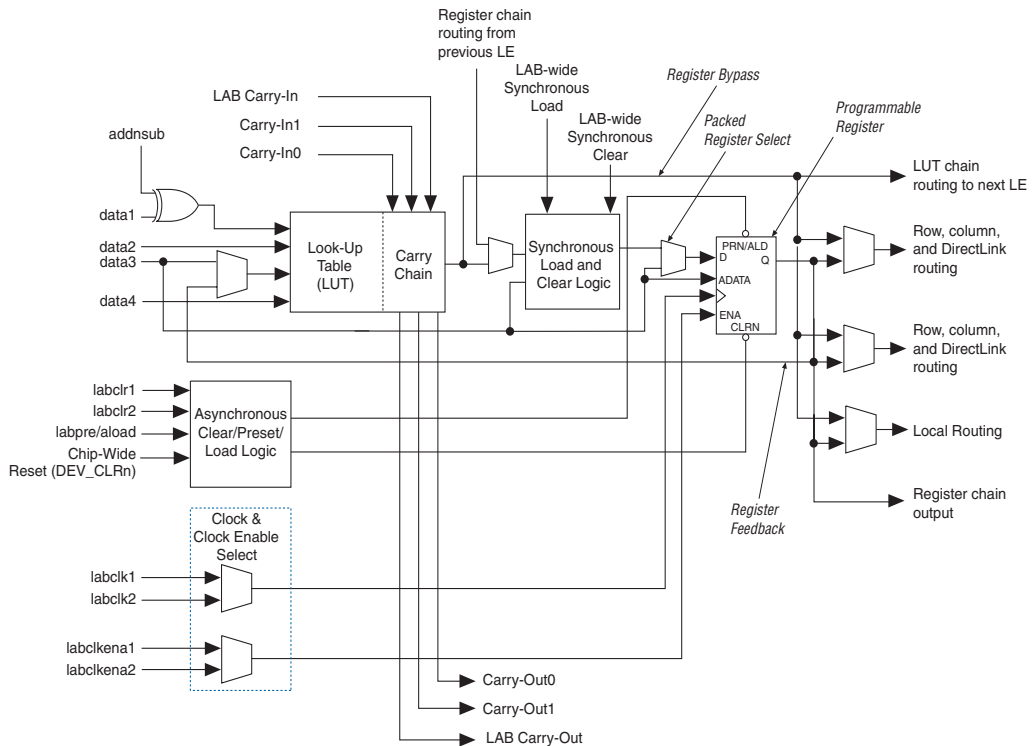 Register chain
routing from
previous LE
LAB-wide
Synchronous
Load
Register Bypass
LAB Carry-In
LAB-wide
Synchronous
Clear
Packed
Register Select
Programmable
Register
Carry-In1
addnsub
Carry-In0
LUT chain
routing to next LE
data1
data2
data3
data4
Look-Up
Table
(LUT)
Carry
Chain
Synchronous
Load and
Clear Logic
PRN/ALD
D
Q
ADATA
ENA
CLRN
Row, column,
and DirectLink
routing
Row, column,
and DirectLink
routing
labclr1
labclr2
labpre/aload
Chip-Wide
Reset (DEV_CLRn)
Asynchronous
Clear/Preset/
Load Logic
Local Routing
Register
Feedback
Register chain
output
Clock &
Clock Enable
Select
labclk1
labclk2
labclkena1
labclkena2
Carry-Out0
Carry-Out1
LAB Carry-Out